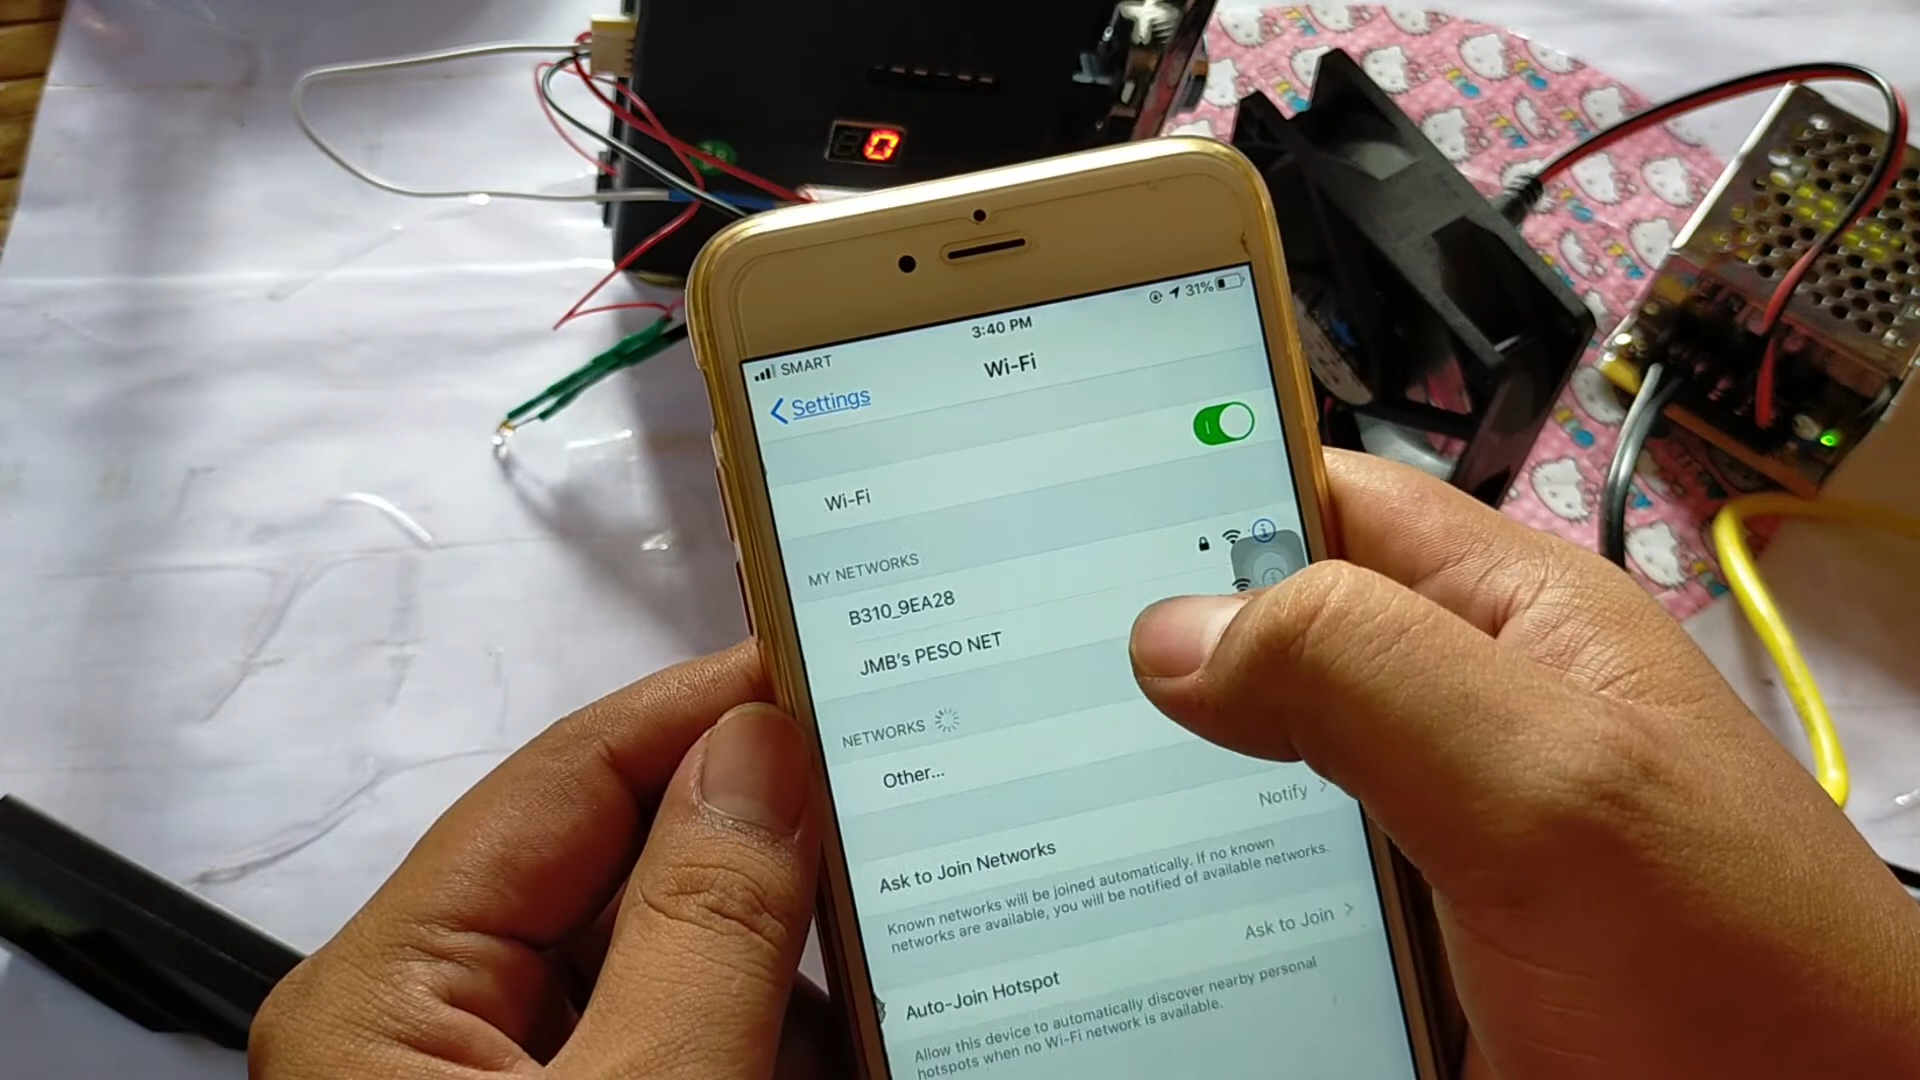 0
31%
3:40 PM
SMART
Wi-Fi
Settings
Wi-Fi
MY NETWORKS
B310_9EA28
JMB's PESO NET
NETWORKS
Other...
Notify
Ask to Join Networks
Known networks will be joined automatically. If no known
networks are available, you will be notified of available networks.
Ask to Join
Auto-Join Hotspot
Allow this device to automatically discover nearby personal
hotspots when no Wi-Fi network is available.